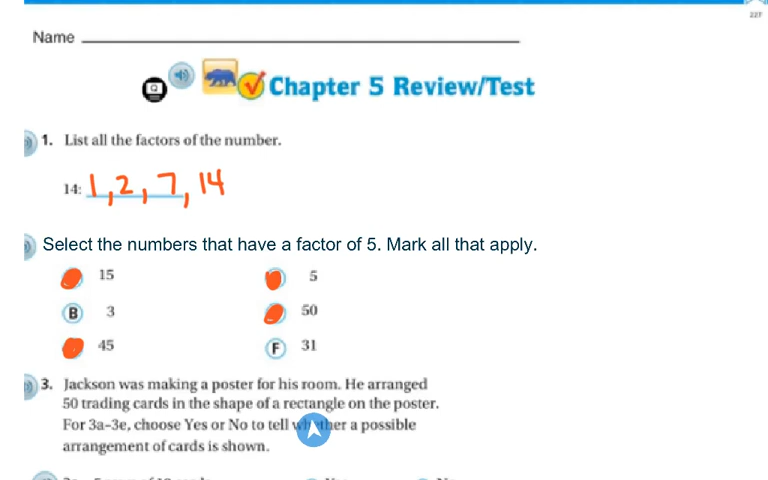 227
Name
Chapter 5 Review/Test
1. List all the factors of the number.
14: 1, 2, 7, 14
Select the numbers that have a factor of 5. Mark all that apply.
15
5
B 3
50
45
F 31
3. Jackson was making a poster for his room. He arranged
50 trading cards in the shape of a rectangle on the poster.
For 3a–3e, choose Yes or No to tell whether a possible
arrangement of cards is shown.